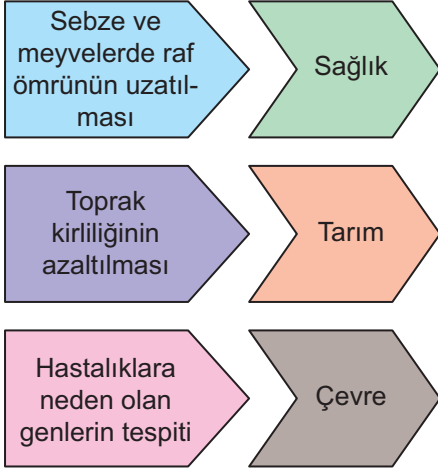 Sebze ve
meyvelerde raf
ömrünün uzatıl-
ması
Sağlık
Toprak
kirliliğinin
azaltılması
Tarım
Hastalıklara
neden olan
genlerin tespiti
Çevre